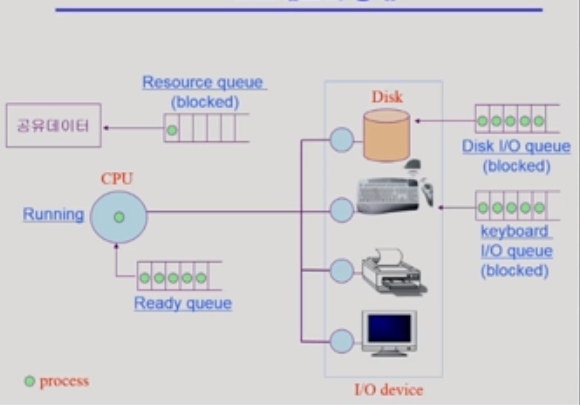 Resource queue
(blocked)
공유데이터
Disk
Disk I/O queue
(blocked)
CPU
Running
keyboard
I/O queue
(blocked)
Ready queue
process
I/O device